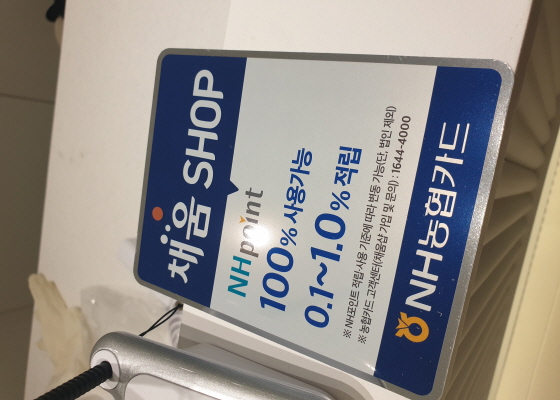 채움 SHOP
NHpoint
100% 사용가능
0.1~1.0% 적립
※ NH포인트 적립·사용 기준에 따라 변동 가능(단, 법인 제외)
※ 농협카드 고객센터(채움샵 가입 및 문의) : 1644-4000
NH농협카드